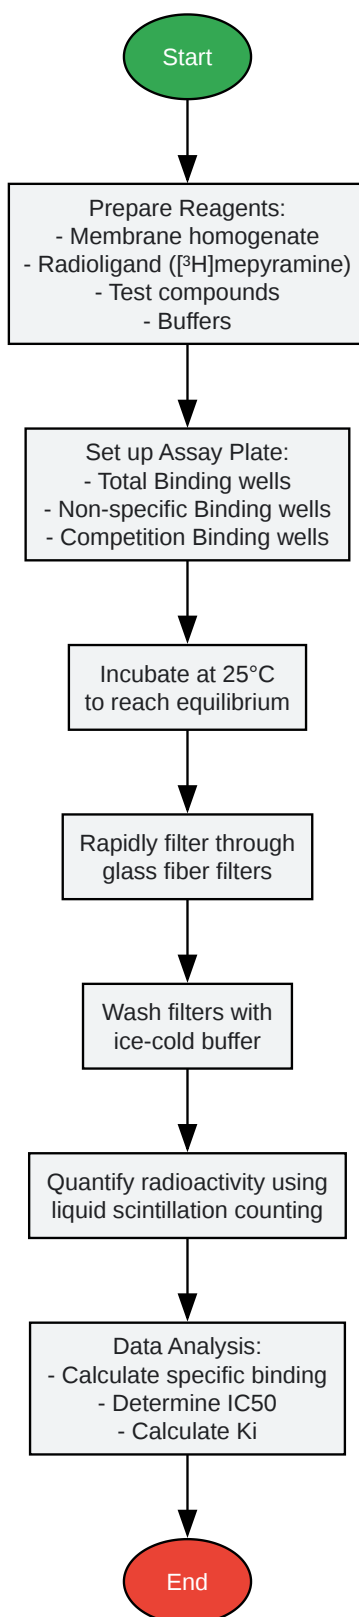 Start
Prepare Reagents:
- Membrane homogenate
- Radioligand ([³H]mepyramine)
- Test compounds
- Buffers
Set up Assay Plate:
- Total Binding wells
- Non-specific Binding wells
- Competition Binding wells
Incubate at 25°C
to reach equilibrium
Rapidly filter through
glass fiber filters
Wash filters with
ice-cold buffer
Quantify radioactivity using
liquid scintillation counting
Data Analysis:
- Calculate specific binding
- Determine IC50
- Calculate Ki
End